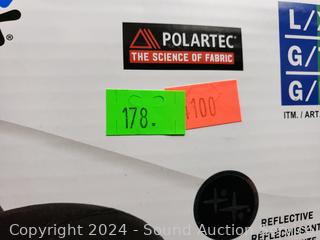 L/
G/
G/
ITM. / ART.
POLARTEC
THE SCIENCE OF FABRIC
178.
100
REFLECTIVE
RÉFLÉCHISSANT
Copyright 2024 - Sound Auction